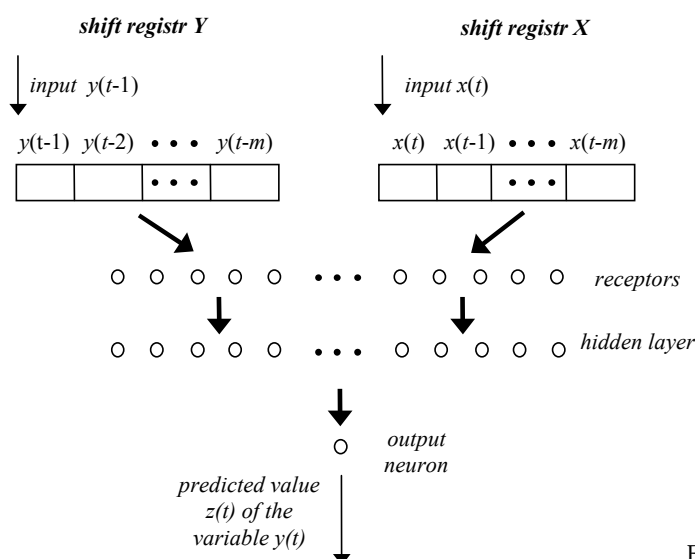 shift registr Y
shift registr X
input y(t-1)
input x(t)
y(t-1) y(t-2) • • • y(t-m)
x(t) x(t-1) • • • x(t-m)
• • •
• • •
• • •
receptors
• • •
hidden layer
output
neuron
predicted value
z(t) of the
variable y(t)